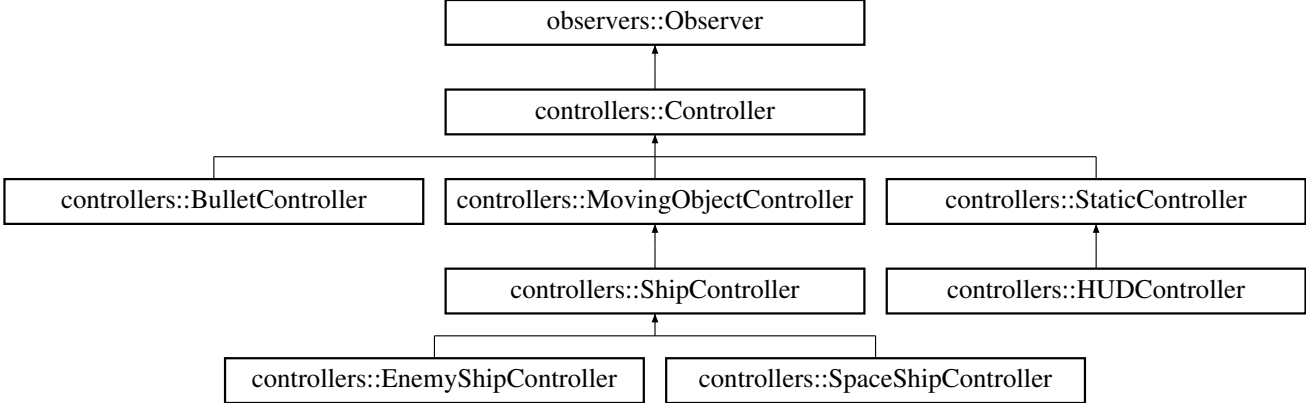 observers::Observer
controllers::Controller
controllers::BulletController
controllers::MovingObjectController
controllers::StaticController
controllers::ShipController
controllers::HUDController
controllers::EnemyShipController
controllers::SpaceShipController